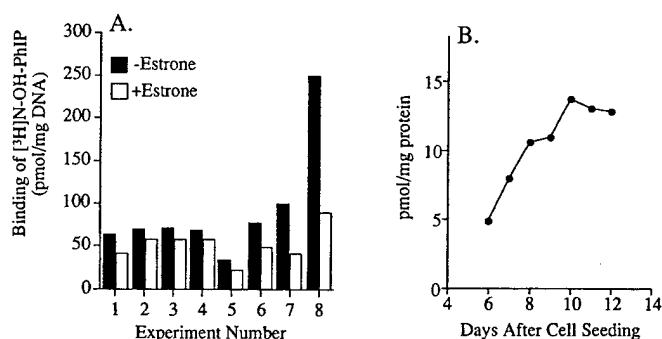 A.
Binding of [³H]N-OH-PhIP
(pmol/mg DNA)
300
250
200
150
100
50
0
-Estrone
+Estrone
1 2 3 4 5 6 7 8
Experiment Number
B.
pmol/mg protein
15
10
5
0
4 6 8 10 12 14
Days After Cell Seeding